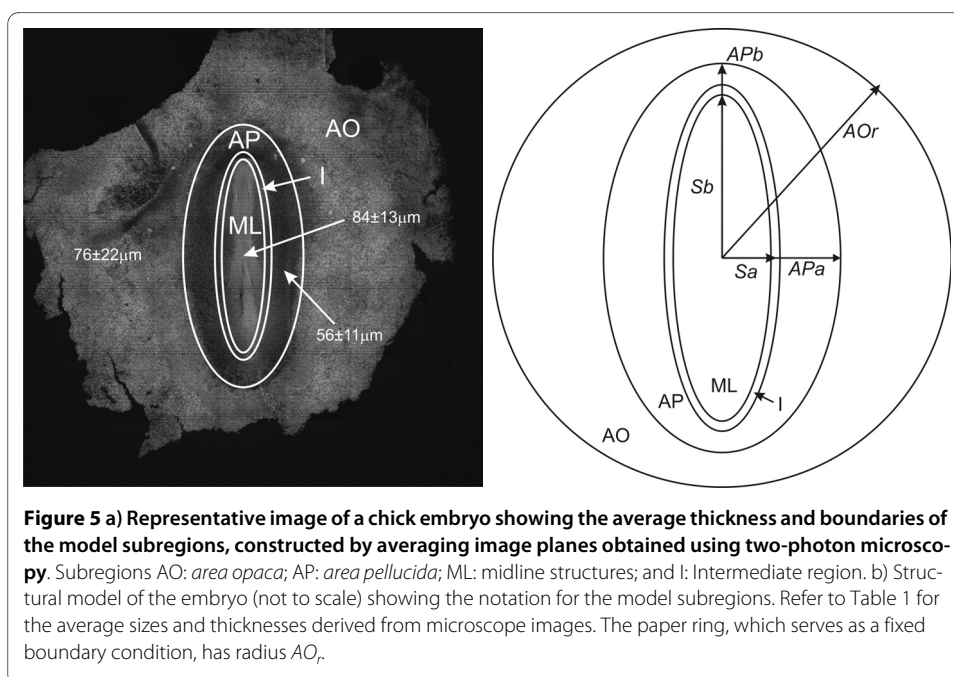 AO
AP
I
ML
84±13µm
76±22µm
56±11µm
APb
AOr
Sb
Sa
APa
ML
AP
I
AO
Figure 5 a) Representative image of a chick embryo showing the average thickness and boundaries of
the model subregions, constructed by averaging image planes obtained using two-photon microsco-
py. Subregions AO: area opaca; AP: area pellucida; ML: midline structures; and I: Intermediate region. b) Struc-
tural model of the embryo (not to scale) showing the notation for the model subregions. Refer to Table 1 for
the average sizes and thicknesses derived from microscope images. The paper ring, which serves as a fixed
boundary condition, has radius AOr.